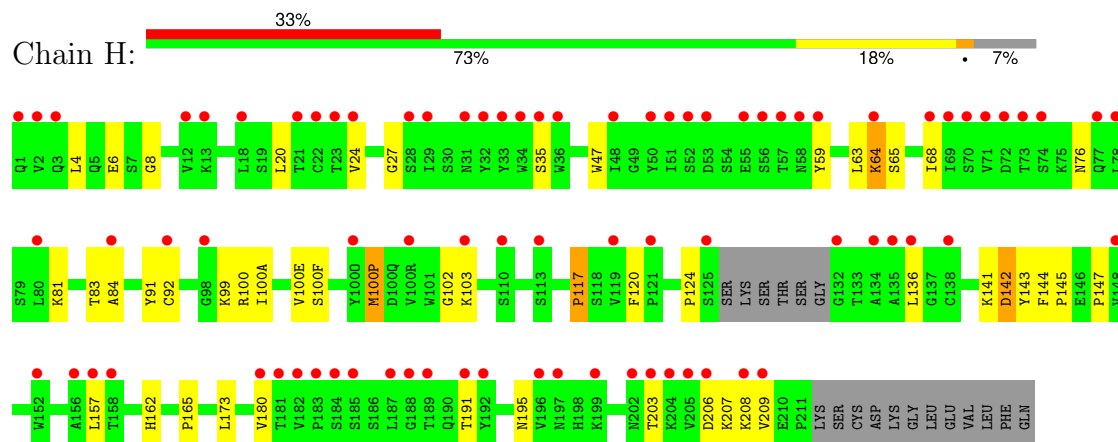 33%
Chain H:
73% 18% • 7%
Q1 V2 Q3 L4 Q5 E6 S7 G8 V12 K13 L18 S19 L20 T21 C22 T23 V24 G27 S28 I29 S30 N31 Y32 Y33 W34 S35 W36 W47 I48 G49 Y50 I51 S52 D53 S54 E55 S56 T57 N58 Y59 L63 K64 S65 I68 I69 S70 V71 D72 T73 S74 K75 N76 Q77 L78
S79 L80 K81 T83 A84 Y91 C92 G98 K99 R100 I100A V100E S100F Y100O M100P D100Q V100R W101 G102 K103 S110 S113 P117 S118 V119 F120 P121 P124 S125 SER LYS SER THR SER GLY G132 T133 A134 A135 L136 G137 C138 K141 D142 Y143 F144 P145 E146 P147 V148
W152 A156 L157 T158 H162 P165 L173 V180 T181 V182 P183 S184 S185 S186 L187 G188 T189 Q190 T191 Y192 N195 V196 N197 H198 K199 N202 T203 K204 V205 D206 K207 K208 V209 E210 P211 LYS SER CYS ASP LYS GLY LEU GLU VAL LEU PHE GLN